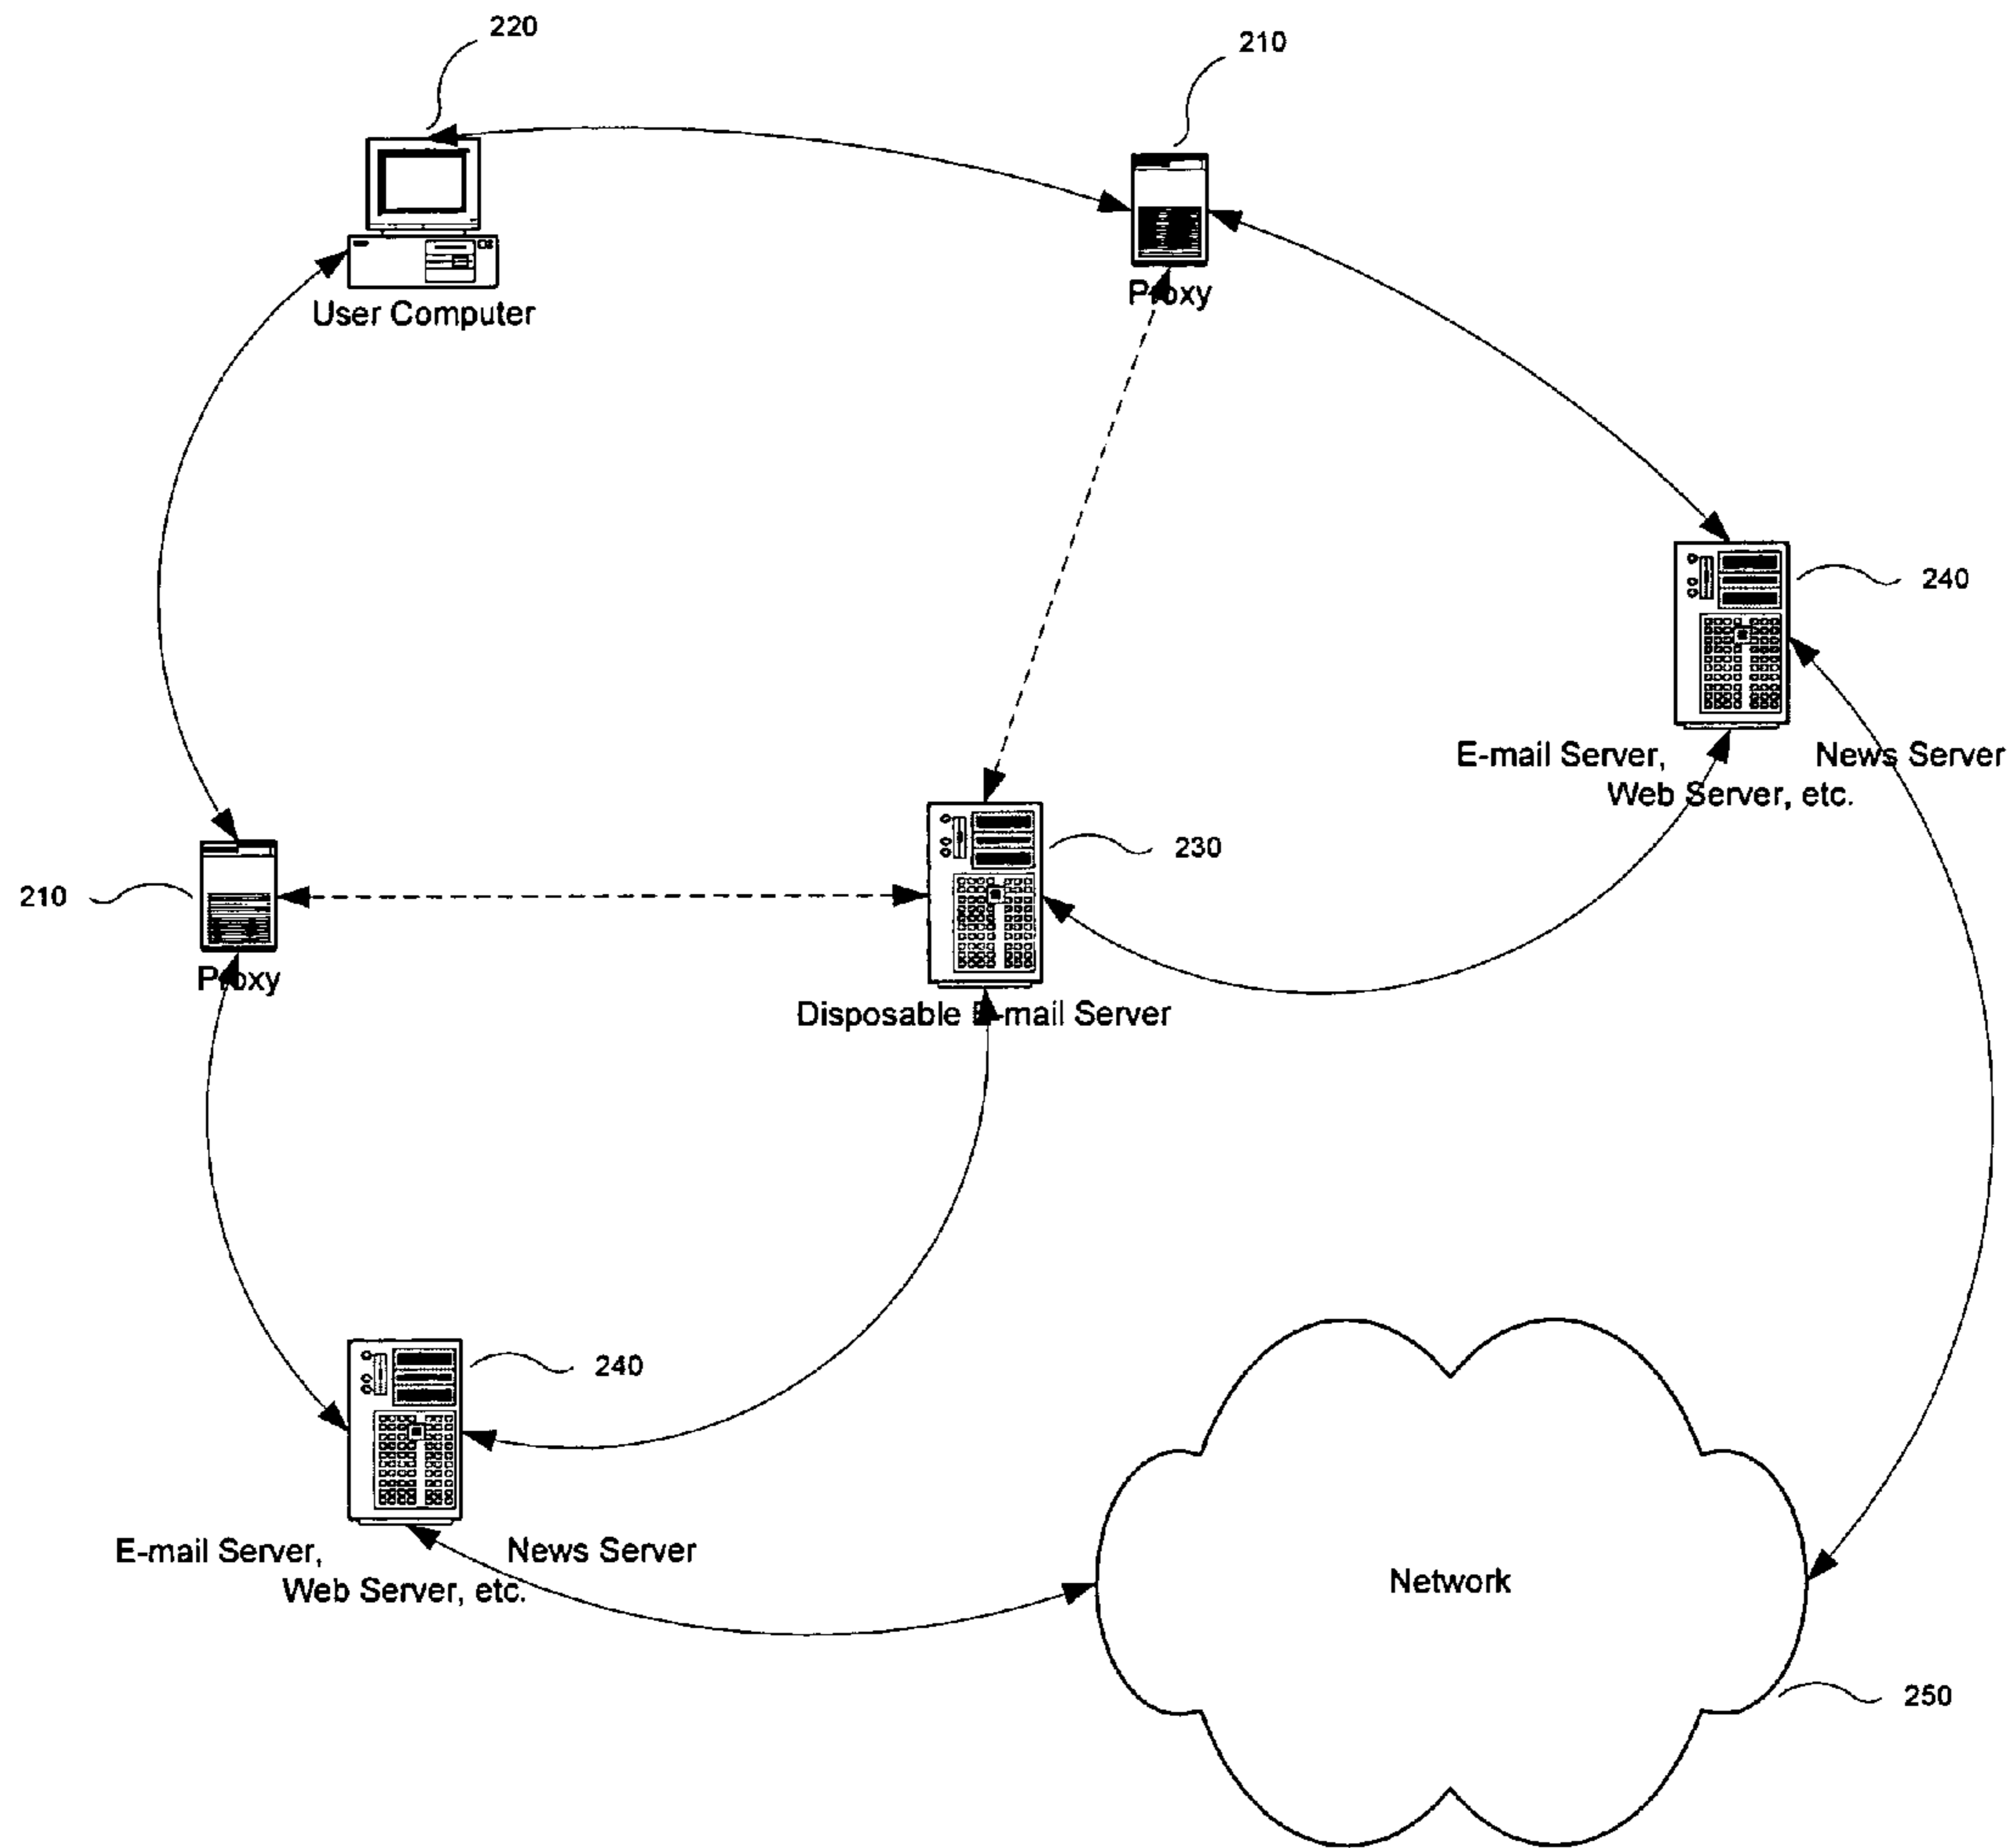 220
210
User Computer
Proxy
240
E-mail Server,
News Server
Web Server, etc.
230
210
Proxy
Disposable E-mail Server
240
E-mail Server,
News Server
Web Server, etc.
Network
250